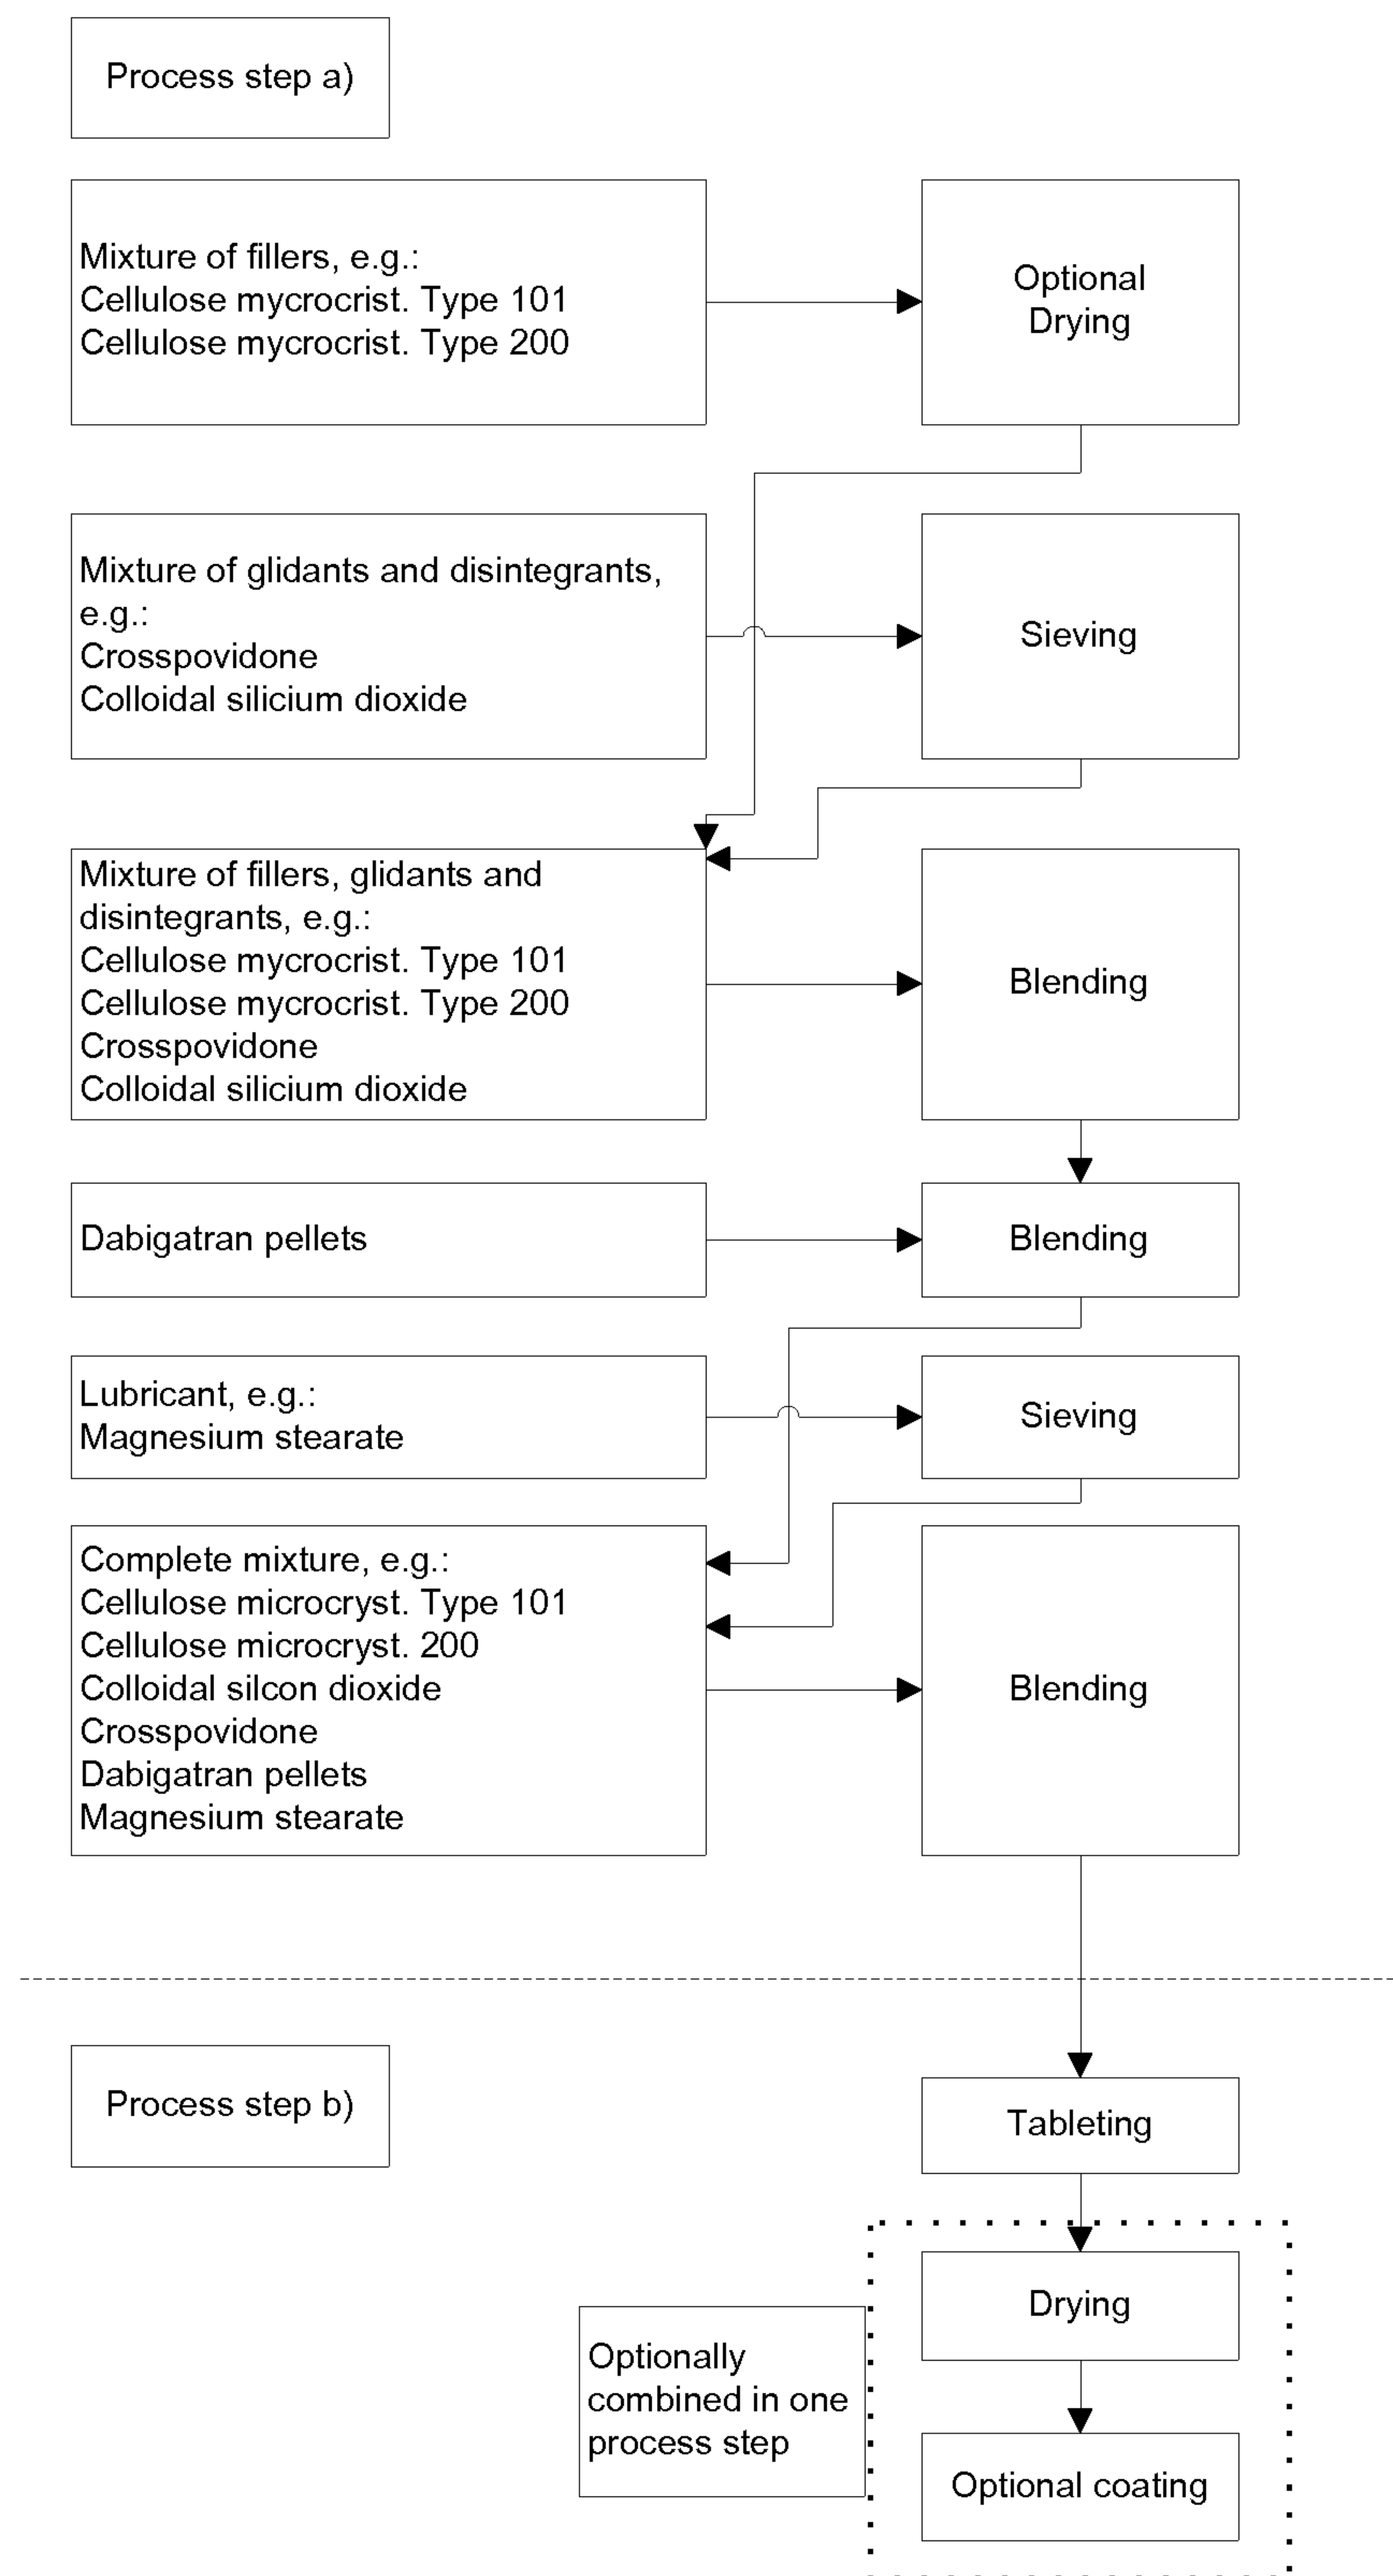 Process step a)
Mixture of fillers, e.g.:
Cellulose mycrocrist. Type 101
Cellulose mycrocrist. Type 200
Optional
Drying
Mixture of glidants and disintegrants,
e.g.:
Crosspovidone
Colloidal silicium dioxide
Sieving
Mixture of fillers, glidants and
disintegrants, e.g.:
Cellulose mycrocrist. Type 101
Cellulose mycrocrist. Type 200
Crosspovidone
Colloidal silicium dioxide
Blending
Dabigatran pellets
Blending
Lubricant, e.g.:
Magnesium stearate
Sieving
Complete mixture, e.g.:
Cellulose microcryst. Type 101
Cellulose microcryst. 200
Colloidal silcon dioxide
Crosspovidone
Dabigatran pellets
Magnesium stearate
Blending
Process step b)
Tableting
Drying
Optionally
combined in one
process step
Optional coating